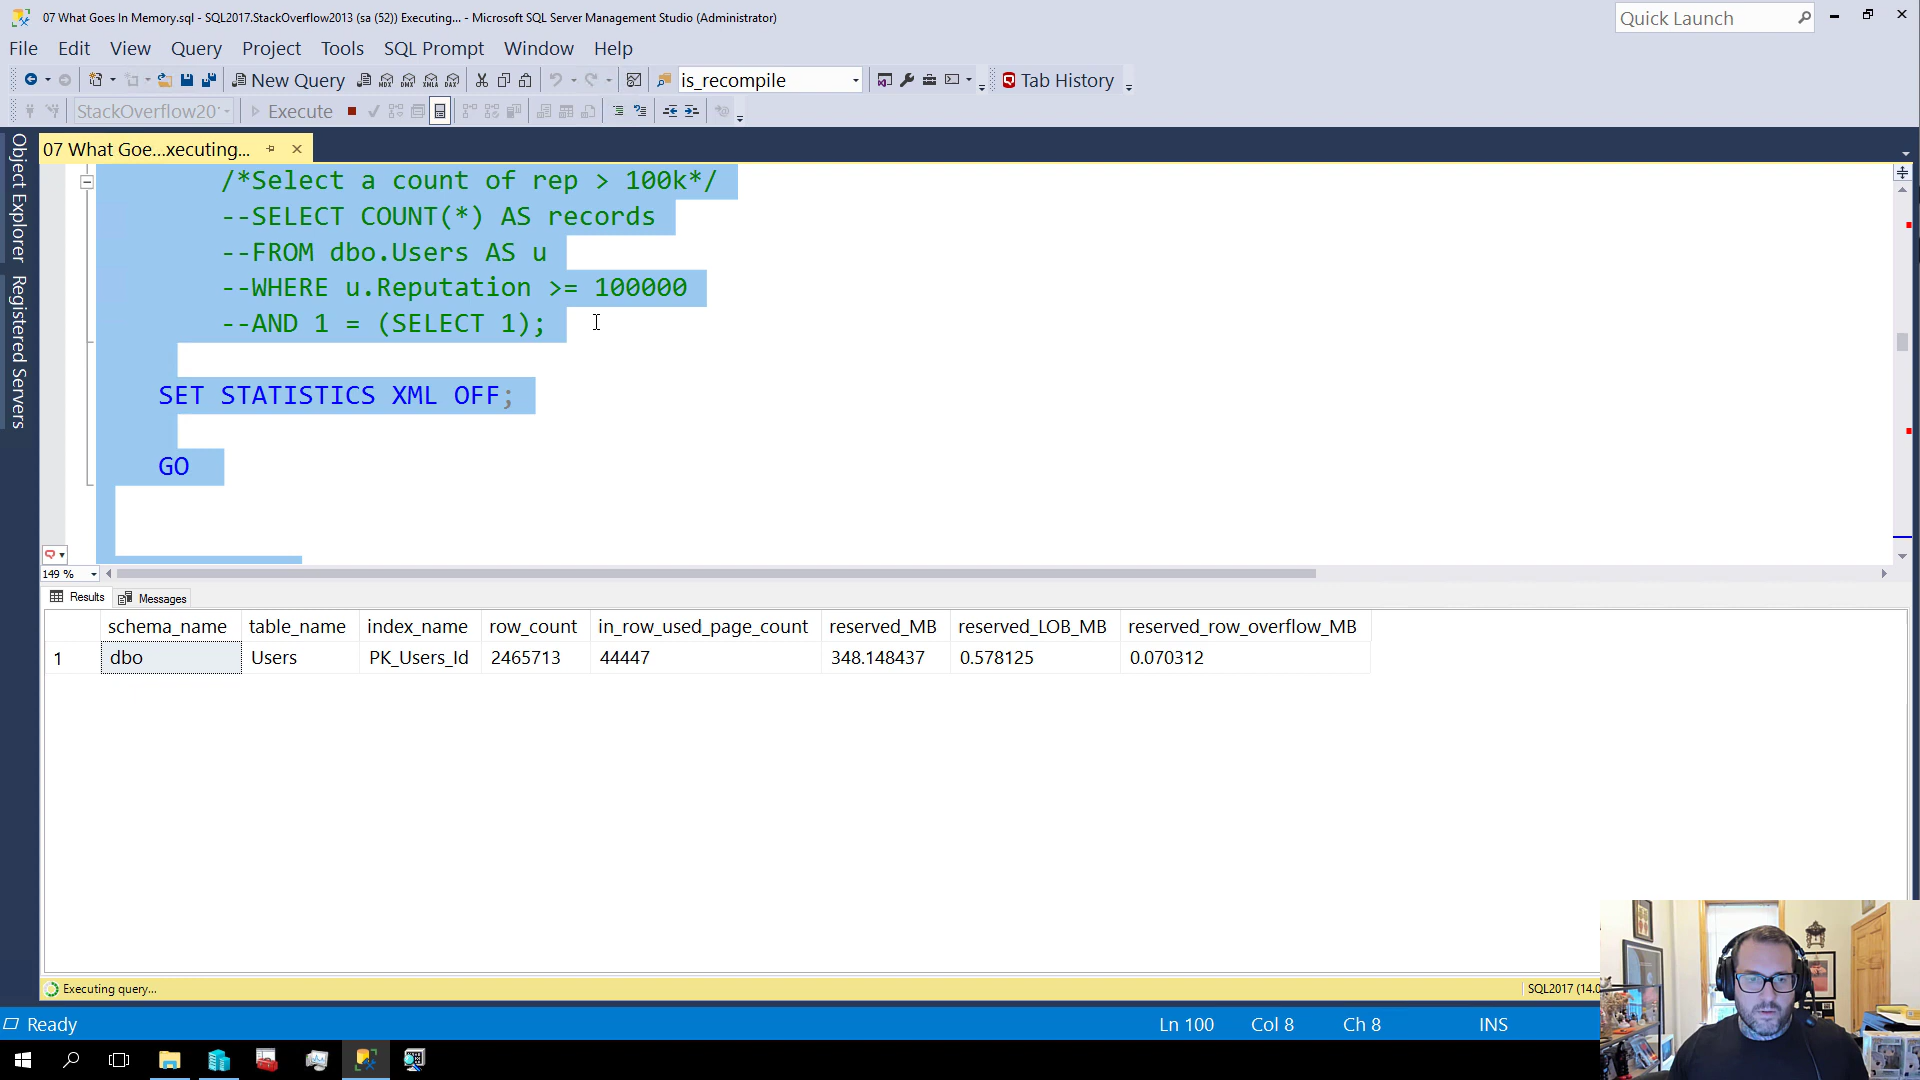 07 What Goes In Memory.sql - SQL2017.StackOverflow2013 (sa (52)) Executing... - Microsoft SQL Server Management Studio (Administrator)
Quick Launch
File Edit View Query Project Tools SQL Prompt Window Help
New Query
is_recompile
Tab History
StackOverflow20
Execute
Object Explorer
Registered Servers
07 What Goe...xecuting...
/*Select a count of rep > 100k*/
--SELECT COUNT(*) AS records
--FROM dbo.Users AS u
--WHERE u.Reputation >= 100000
--AND 1 = (SELECT 1);
SET STATISTICS XML OFF;
GO
149 %
Results Messages
schema_name table_name index_name row_count in_row_used_page_count reserved_MB reserved_LOB_MB reserved_row_overflow_MB
1 dbo Users PK_Users_Id 2465713 44447 348.148437 0.578125 0.070312
Executing query...
SQL2017 (14.0
Ready
Ln 100 Col 8 Ch 8 INS